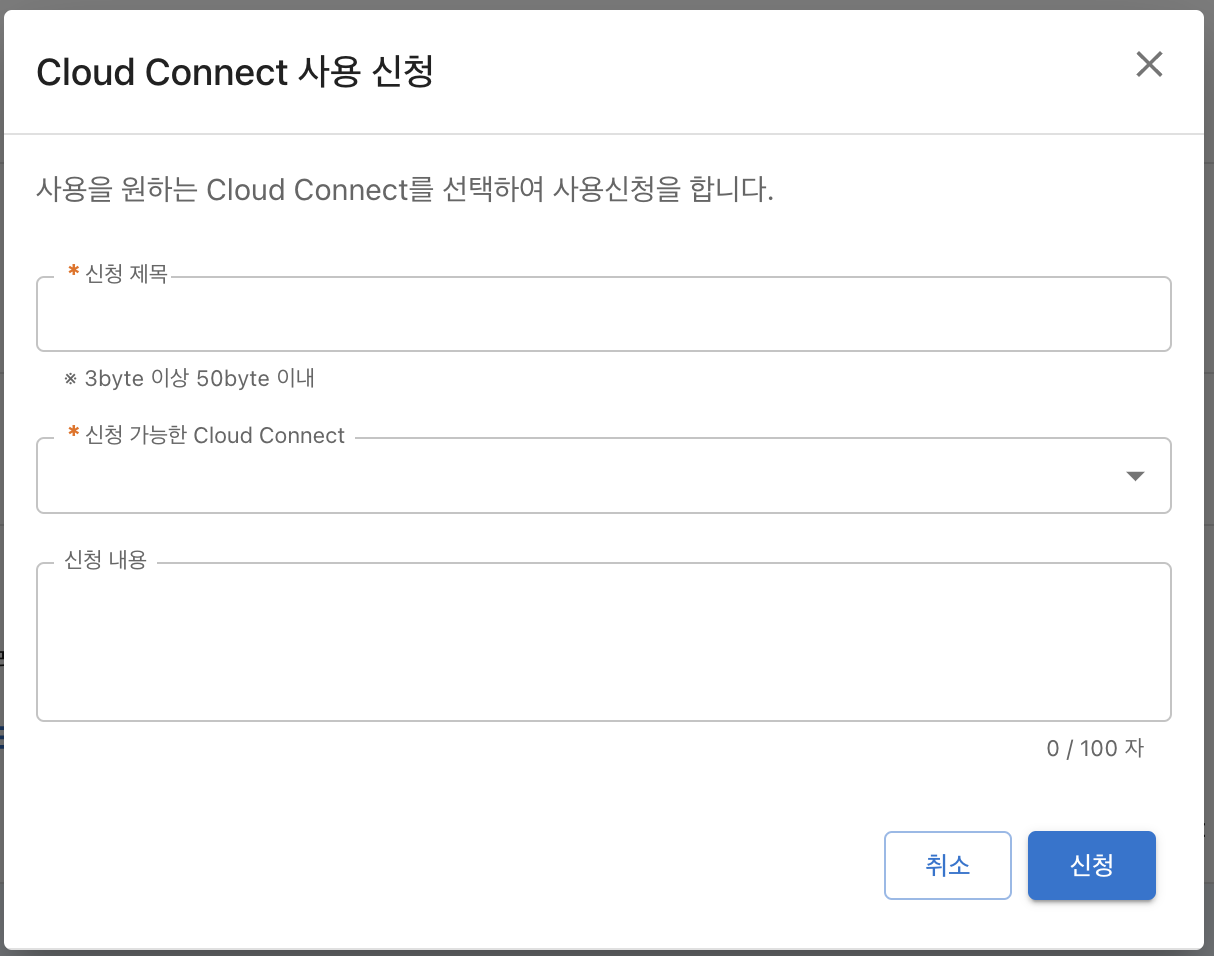 Cloud Connect 사용 신청
사용을 원하는 Cloud Connect를 선택하여 사용신청을 합니다.
* 신청 제목
※ 3byte 이상 50byte 이내
* 신청 가능한 Cloud Connect
신청 내용
0 / 100 자
취소
신청